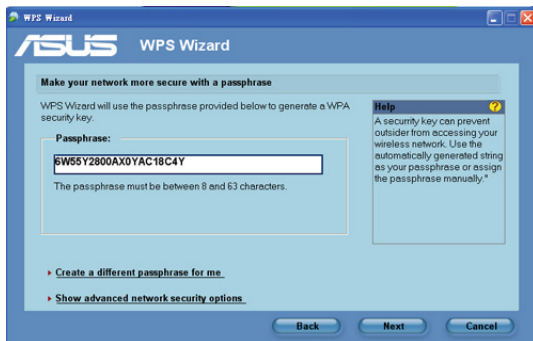 WPS Wizard
ASUS WPS Wizard
Make your network more secure with a passphrase
WPS Wizard will use the passphrase provided below to generate a WPA
security key.
Passphrase:
6W55Y2800AX0YAC18C4Y
The passphrase must be between 8 and 63 characters.
Help
A security key can prevent
outsider from accessing your
wireless network. Use the
automatically generated string
as your passphrase or assign
the passphrase manually."
Create a different passphrase for me
Show advanced network security options
Back Next Cancel